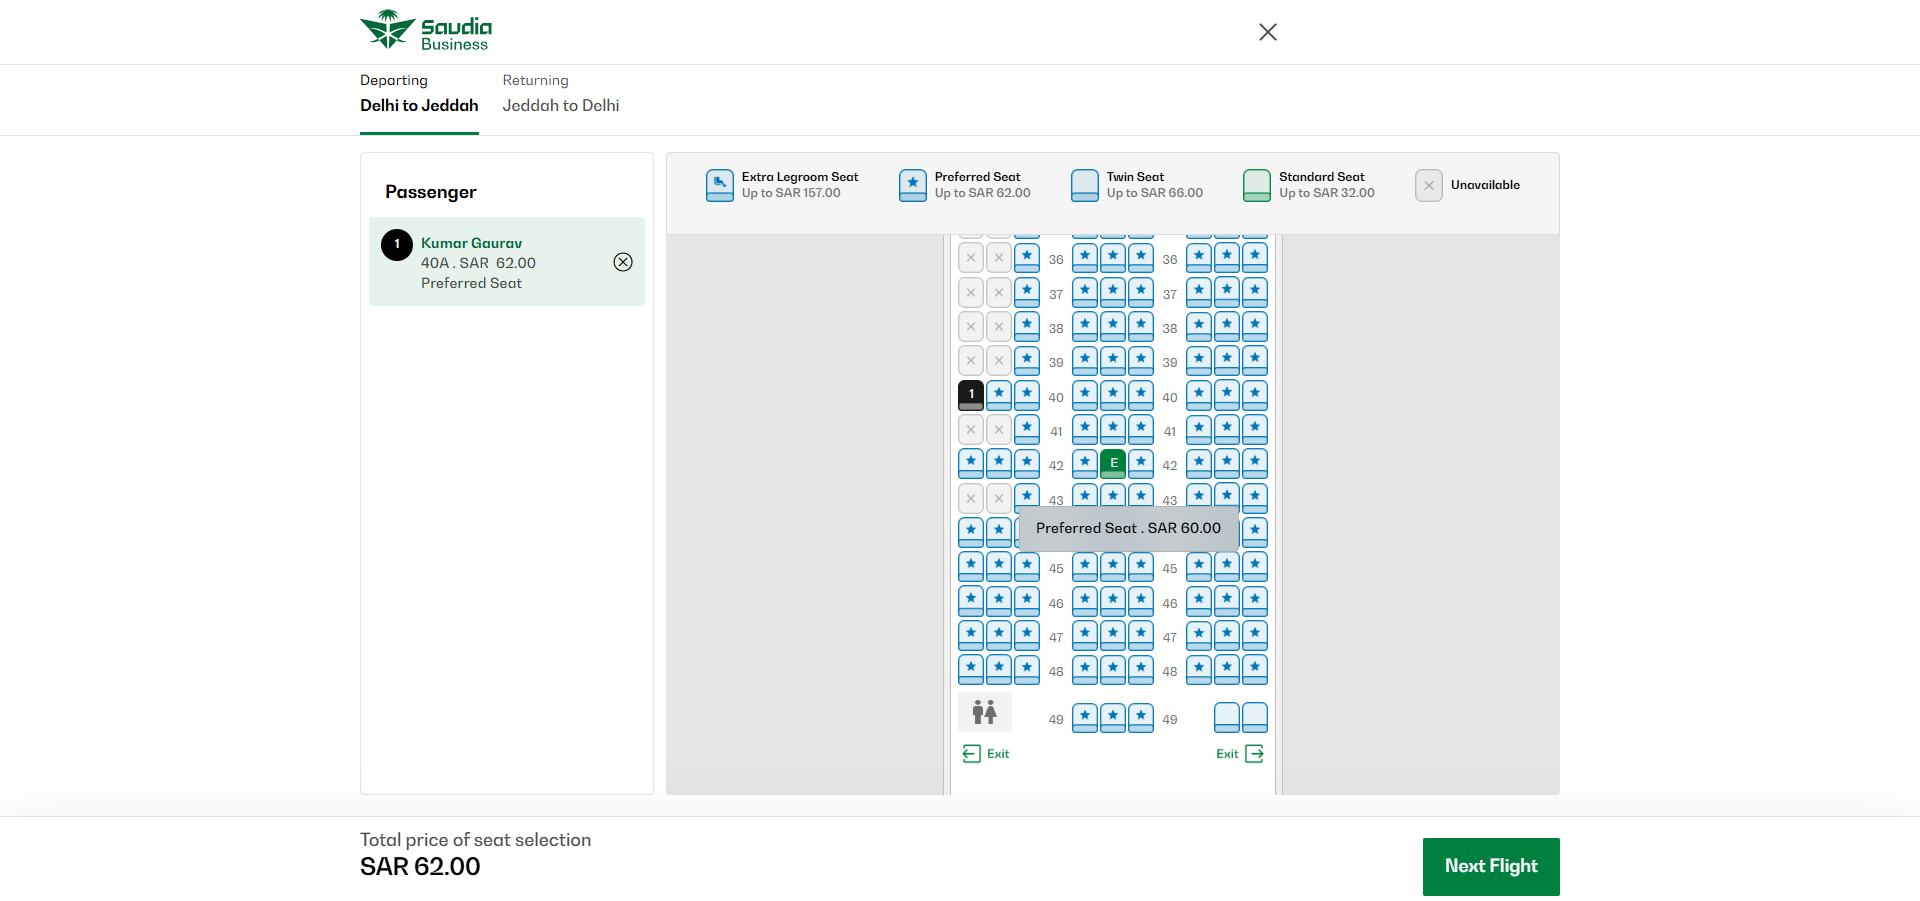 Saudia
Business
Departing
Delhi to Jeddah
Returning
Jeddah to Delhi
Passenger
1
Kumar Gaurav
40A . SAR 62.00
Preferred Seat
Extra Legroom Seat
Up to SAR 157.00
Preferred Seat
Up to SAR 62.00
Twin Seat
Up to SAR 66.00
Standard Seat
Up to SAR 32.00
Unavailable
36 36
37 37
38 38
39 39
1 40 40
41 41
42 E 42
43 43
Preferred Seat . SAR 60.00
45 45
46 46
47 47
48 48
49 49
Exit Exit
Total price of seat selection
SAR 62.00
Next Flight